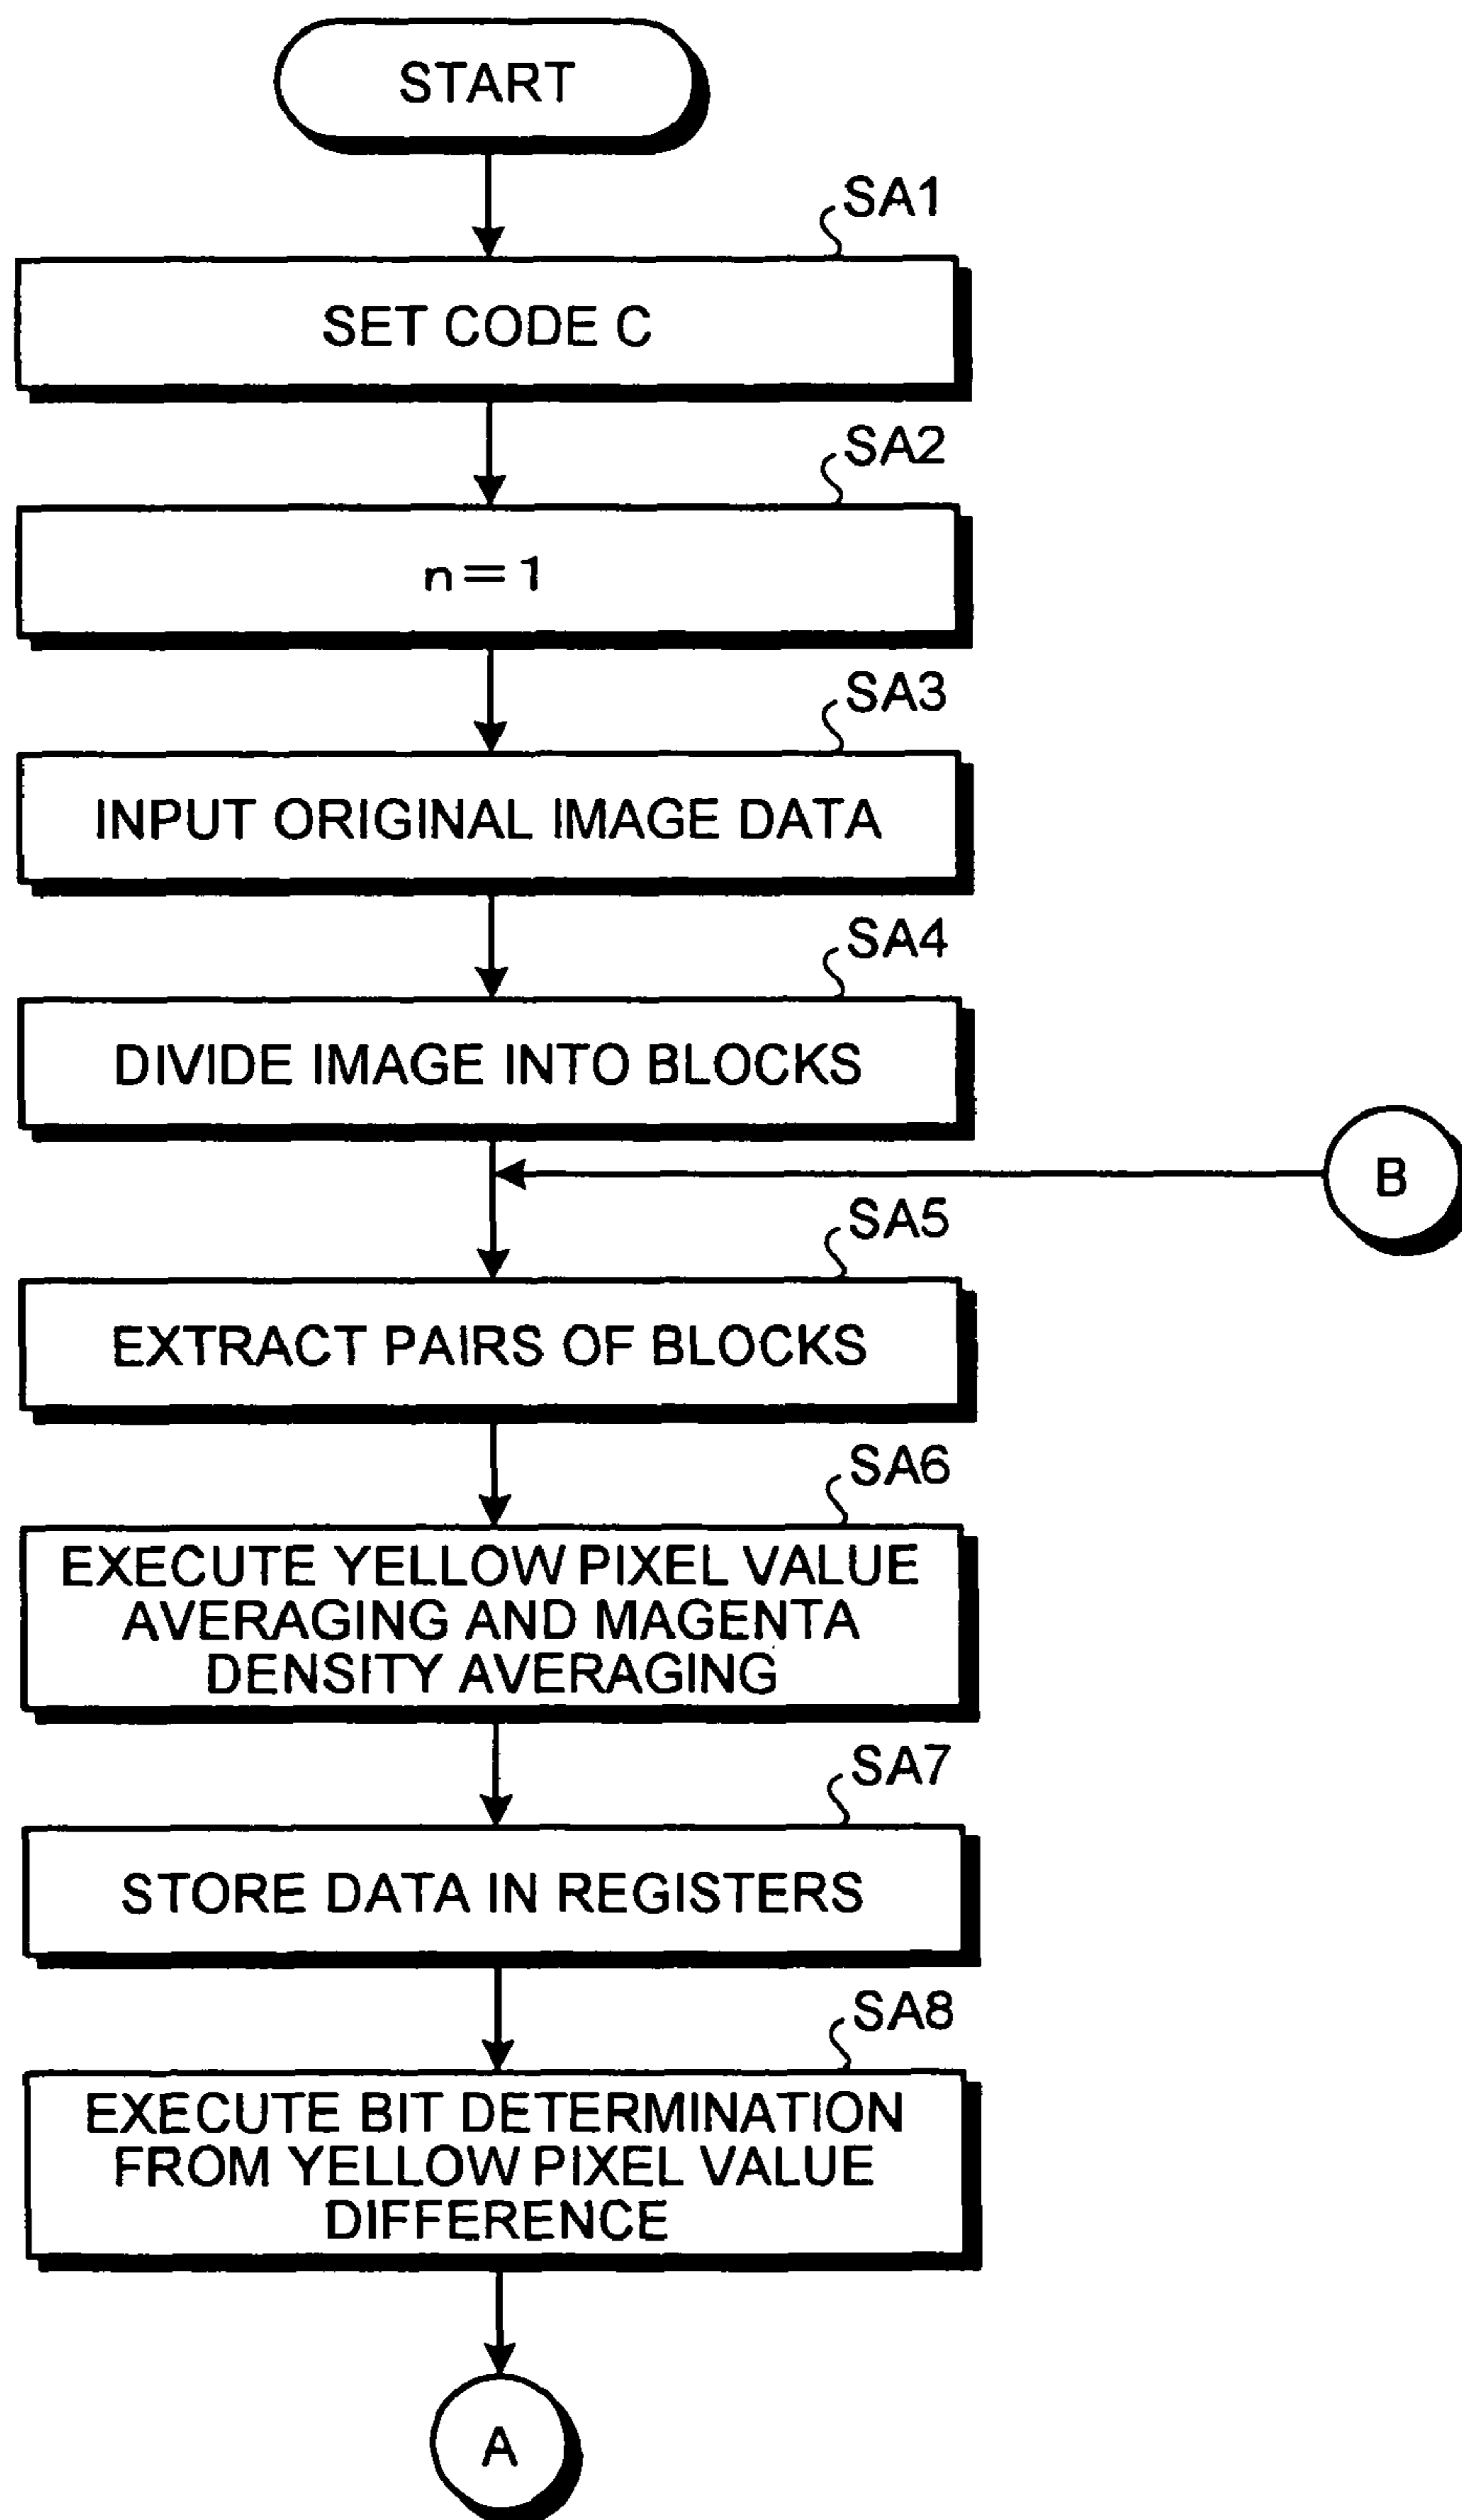 START
SA1
SET CODE C
SA2
n=1
SA3
INPUT ORIGINAL IMAGE DATA
SA4
DIVIDE IMAGE INTO BLOCKS
B
SA5
EXTRACT PAIRS OF BLOCKS
SA6
EXECUTE YELLOW PIXEL VALUE
AVERAGING AND MAGENTA
DENSITY AVERAGING
SA7
STORE DATA IN REGISTERS
SA8
EXECUTE BIT DETERMINATION
FROM YELLOW PIXEL VALUE
DIFFERENCE
A